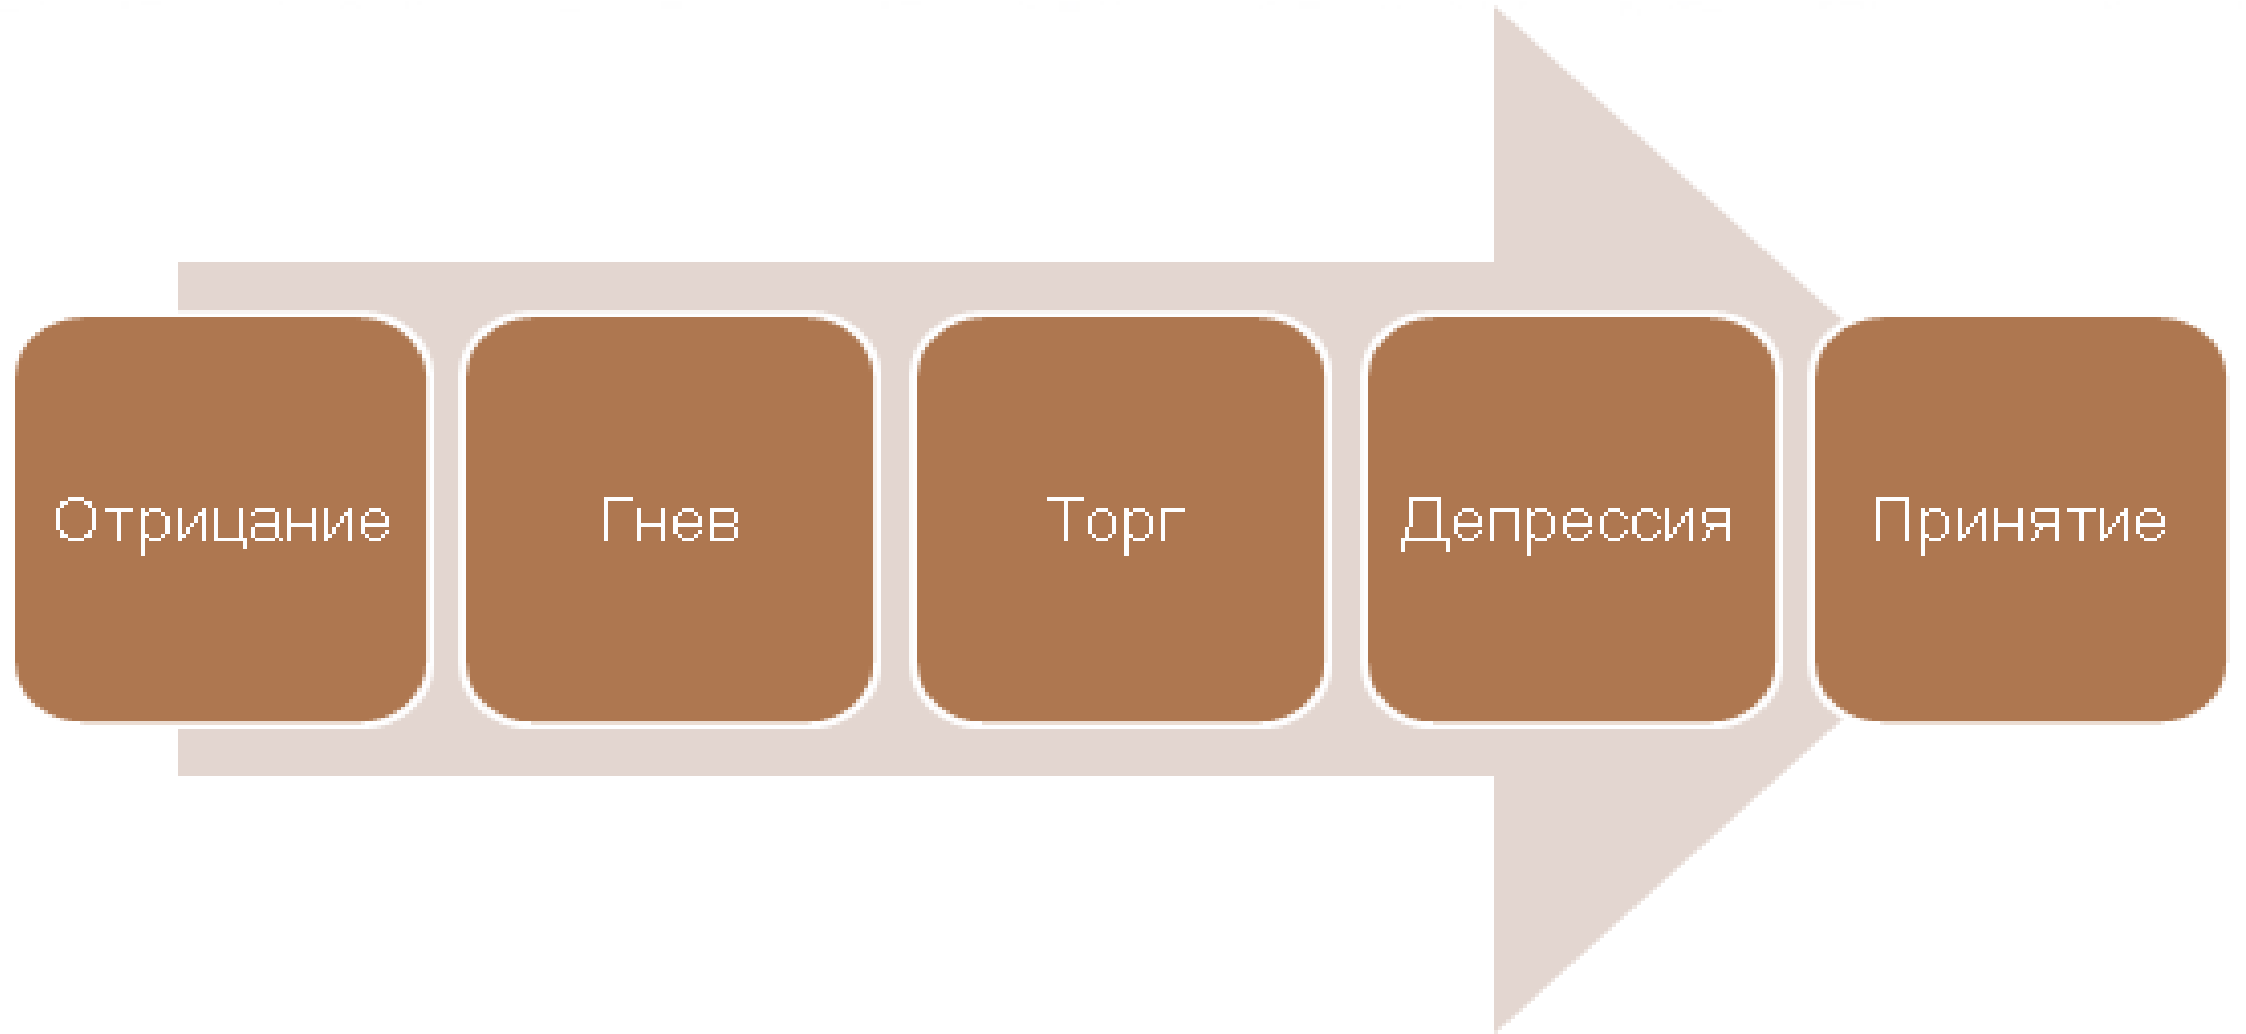 Отрицание
Гнев
Торг
Депрессия
Принятие